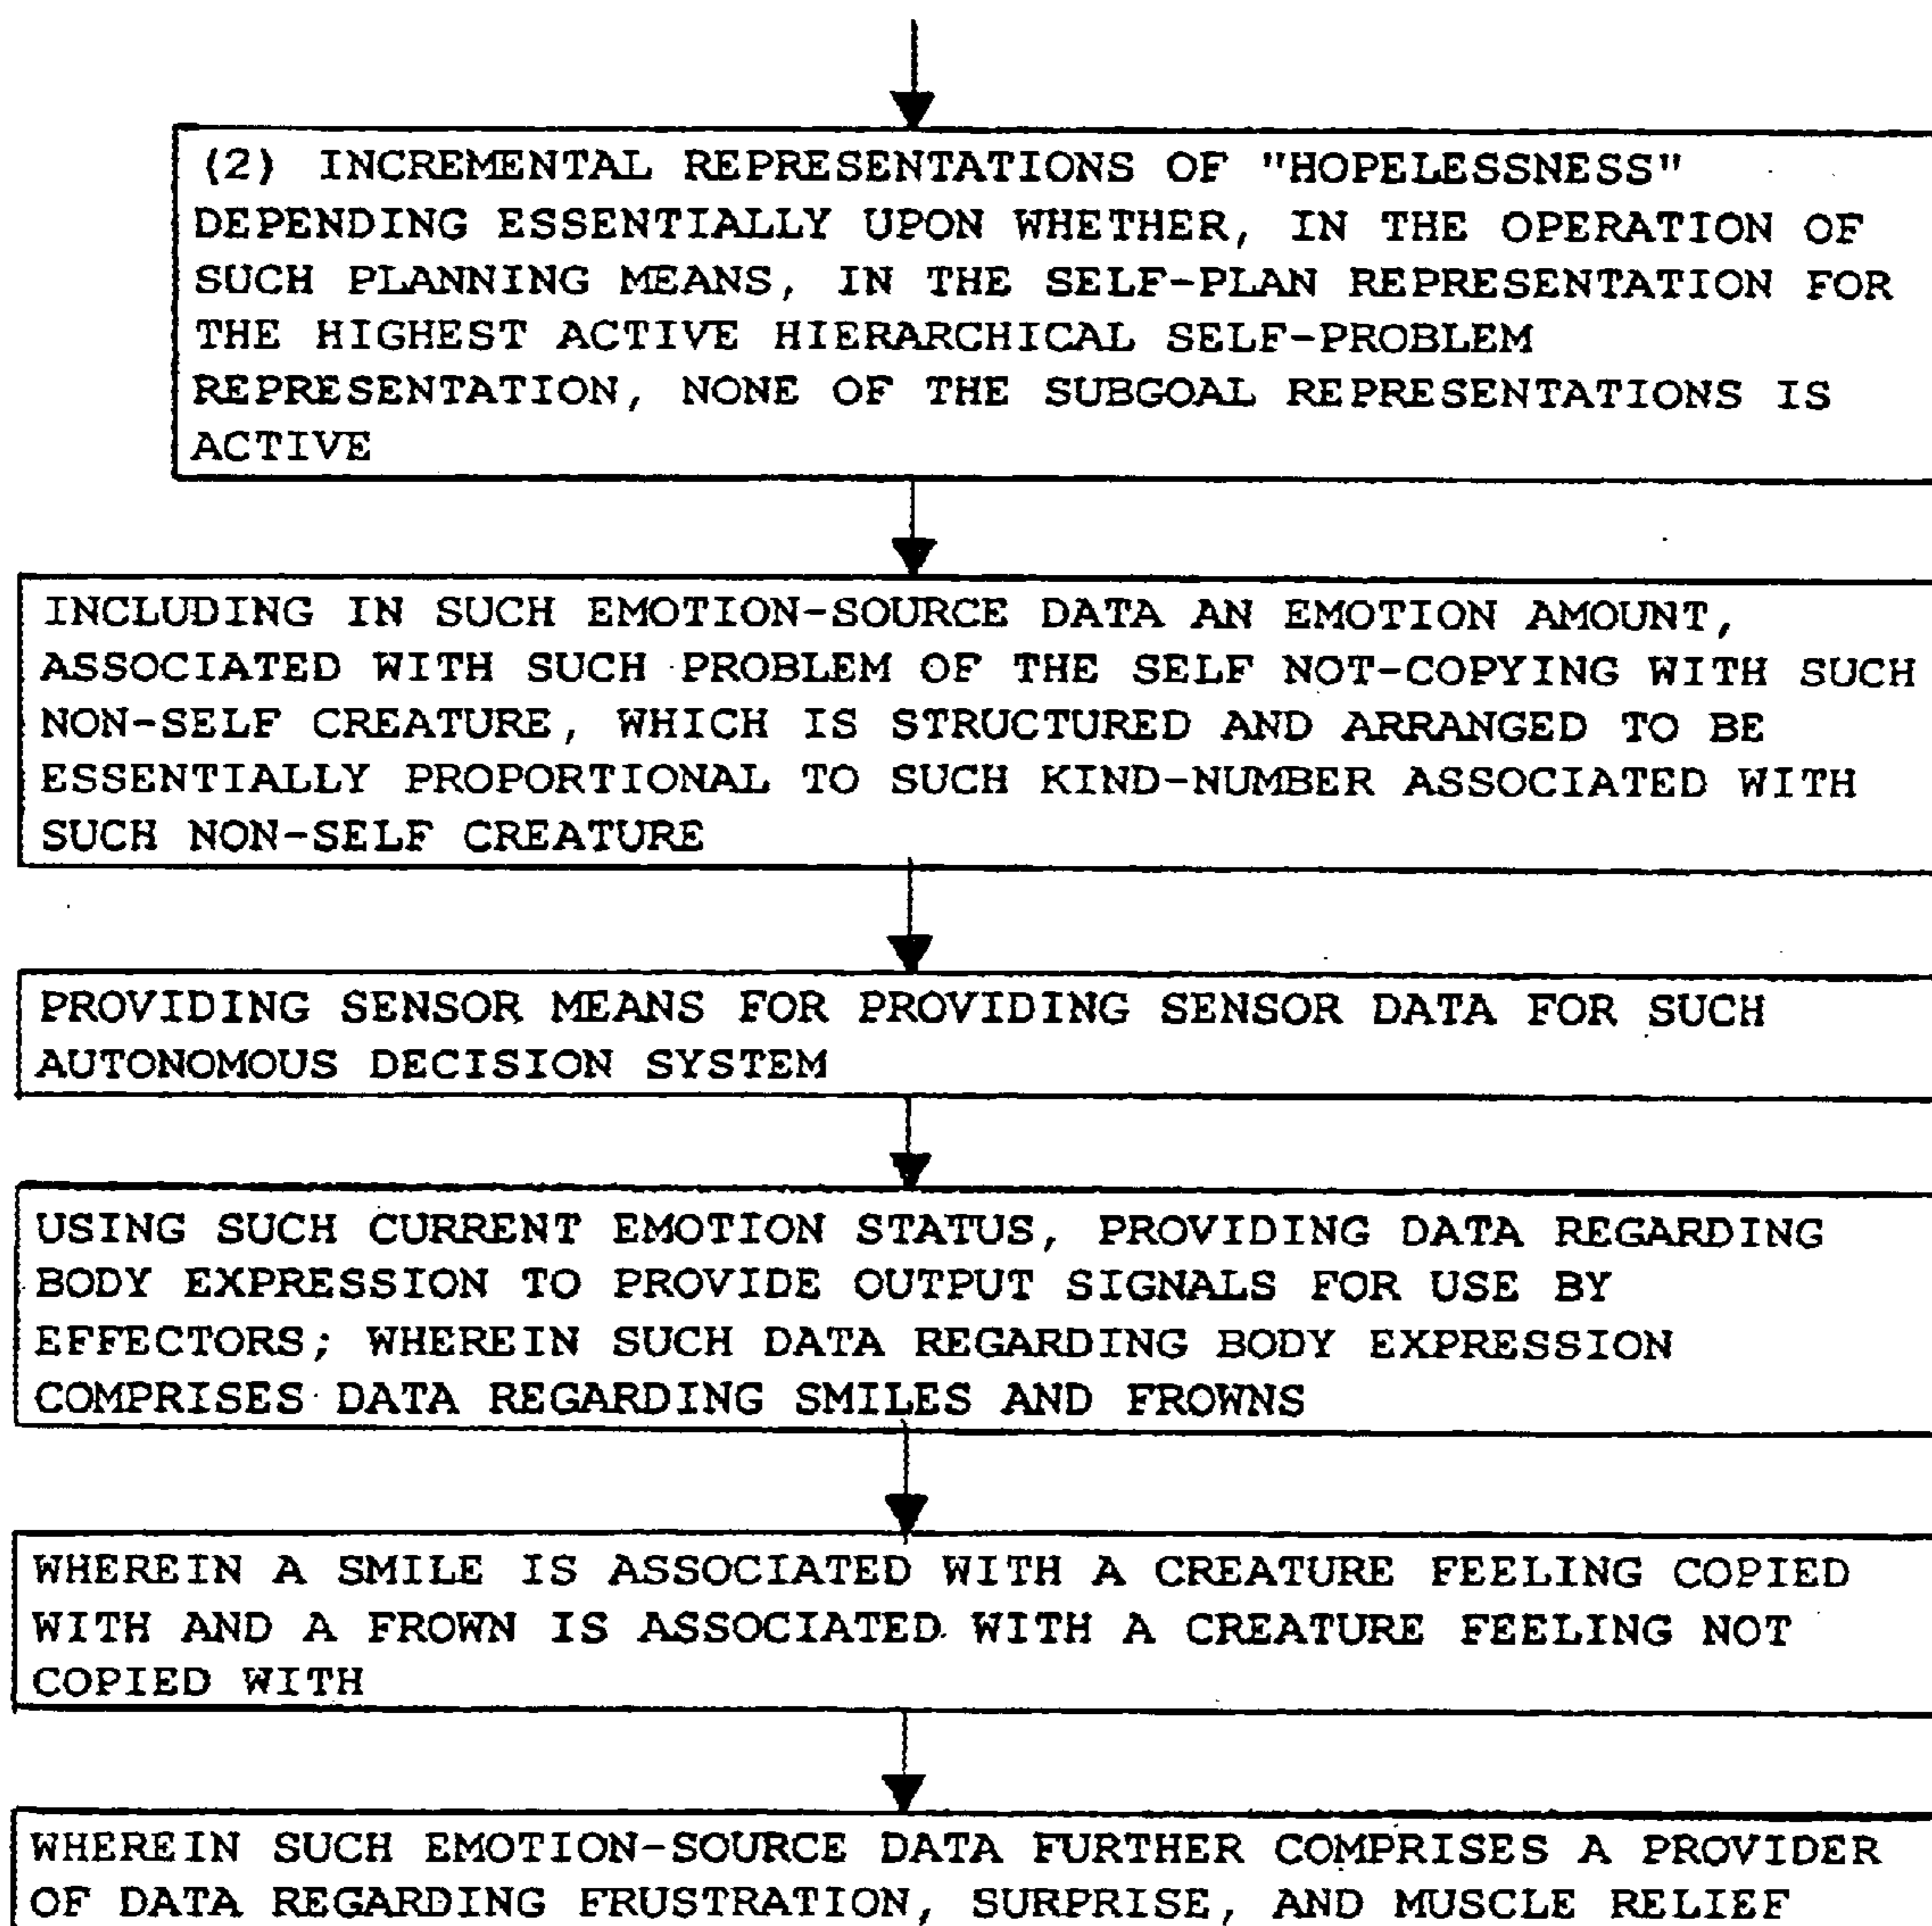 (2) INCREMENTAL REPRESENTATIONS OF "HOPELESSNESS"
DEPENDING ESSENTIALLY UPON WHETHER, IN THE OPERATION OF
SUCH PLANNING MEANS, IN THE SELF-PLAN REPRESENTATION FOR
THE HIGHEST ACTIVE HIERARCHICAL SELF-PROBLEM
REPRESENTATION, NONE OF THE SUBGOAL REPRESENTATIONS IS
ACTIVE
INCLUDING IN SUCH EMOTION-SOURCE DATA AN EMOTION AMOUNT,
ASSOCIATED WITH SUCH PROBLEM OF THE SELF NOT-COPYING WITH SUCH
NON-SELF CREATURE, WHICH IS STRUCTURED AND ARRANGED TO BE
ESSENTIALLY PROPORTIONAL TO SUCH KIND-NUMBER ASSOCIATED WITH
SUCH NON-SELF CREATURE
PROVIDING SENSOR MEANS FOR PROVIDING SENSOR DATA FOR SUCH
AUTONOMOUS DECISION SYSTEM
USING SUCH CURRENT EMOTION STATUS, PROVIDING DATA REGARDING
BODY EXPRESSION TO PROVIDE OUTPUT SIGNALS FOR USE BY
EFFECTORS; WHEREIN SUCH DATA REGARDING BODY EXPRESSION
COMPRISES DATA REGARDING SMILES AND FROWNS
WHEREIN A SMILE IS ASSOCIATED WITH A CREATURE FEELING COPIED
WITH AND A FROWN IS ASSOCIATED WITH A CREATURE FEELING NOT
COPIED WITH
WHEREIN SUCH EMOTION-SOURCE DATA FURTHER COMPRISES A PROVIDER
OF DATA REGARDING FRUSTRATION, SURPRISE, AND MUSCLE RELIEF